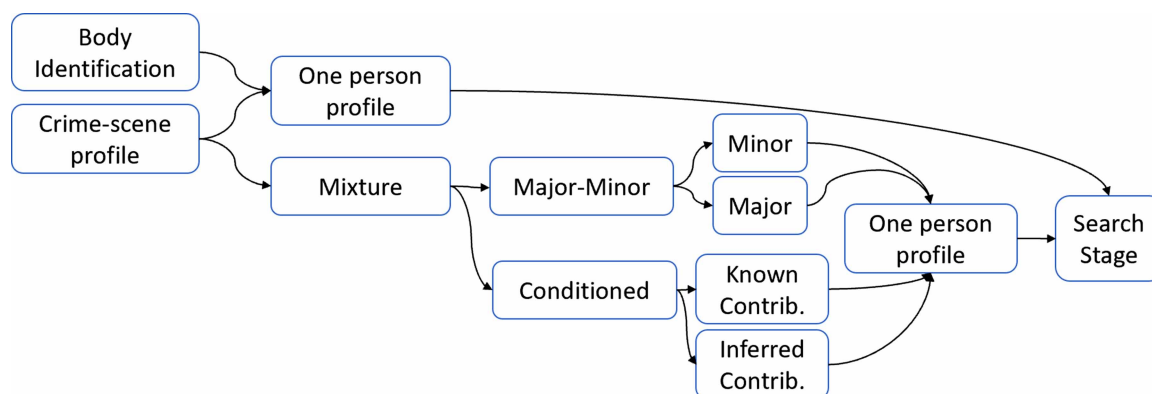 Body
Identification
Crime-scene
profile
One person
profile
Mixture
Major-Minor
Conditioned
Minor
Major
Known
Contrib.
Inferred
Contrib.
One person
profile
Search
Stage